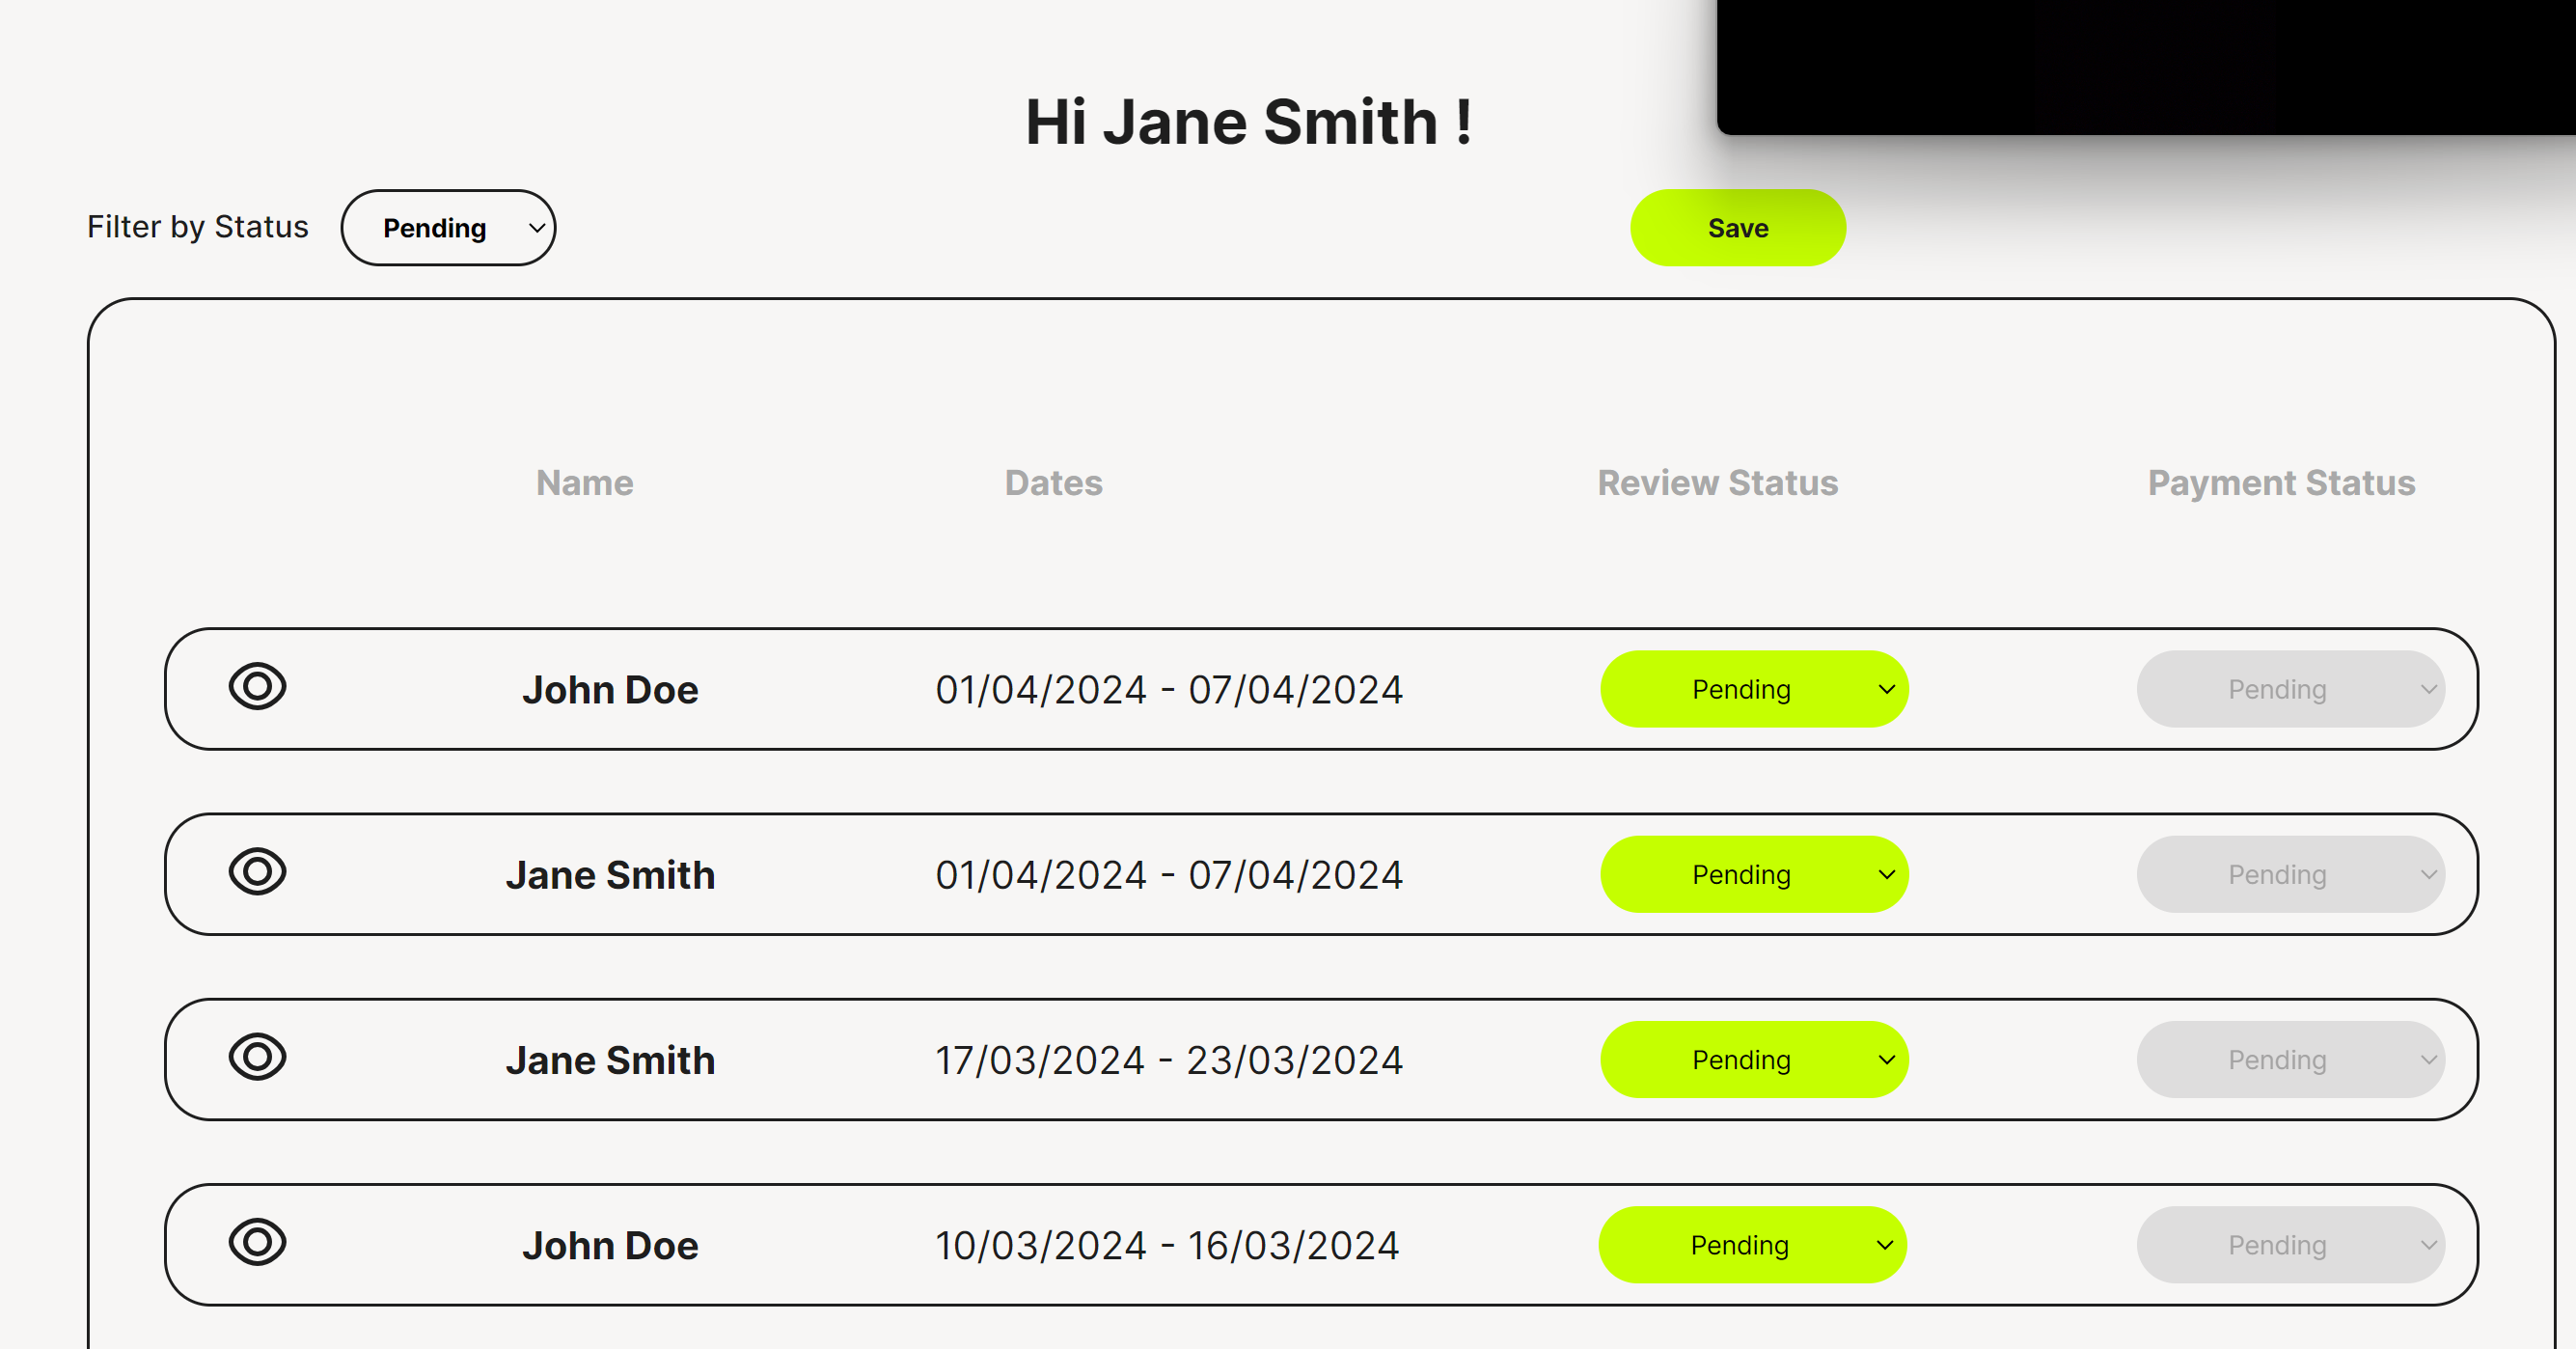 Hi Jane Smith !
Filter by Status Pending Save
Name Dates Review Status Payment Status
John Doe 01/04/2024 - 07/04/2024 Pending Pending
Jane Smith 01/04/2024 - 07/04/2024 Pending Pending
Jane Smith 17/03/2024 - 23/03/2024 Pending Pending
John Doe 10/03/2024 - 16/03/2024 Pending Pending